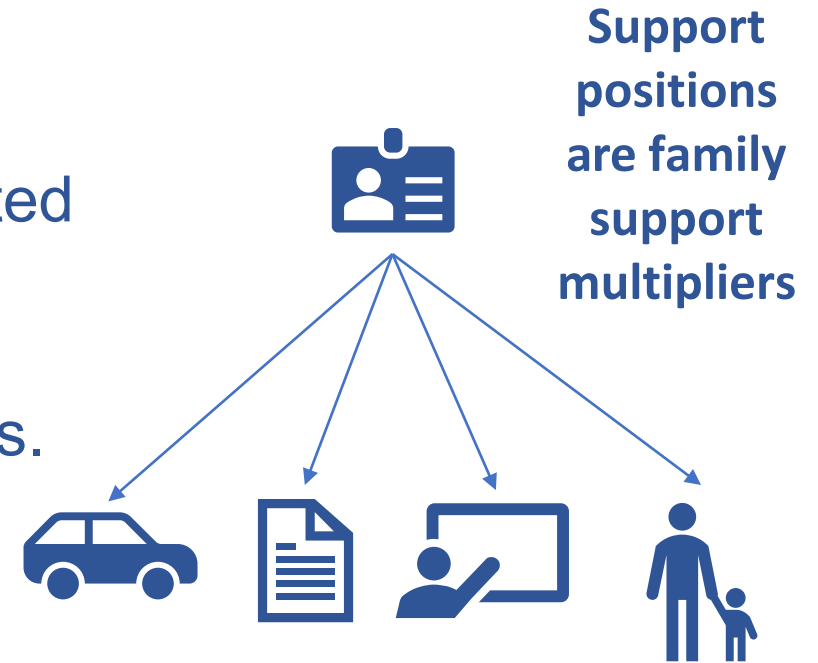 Support
positions
are family
support
multipliers